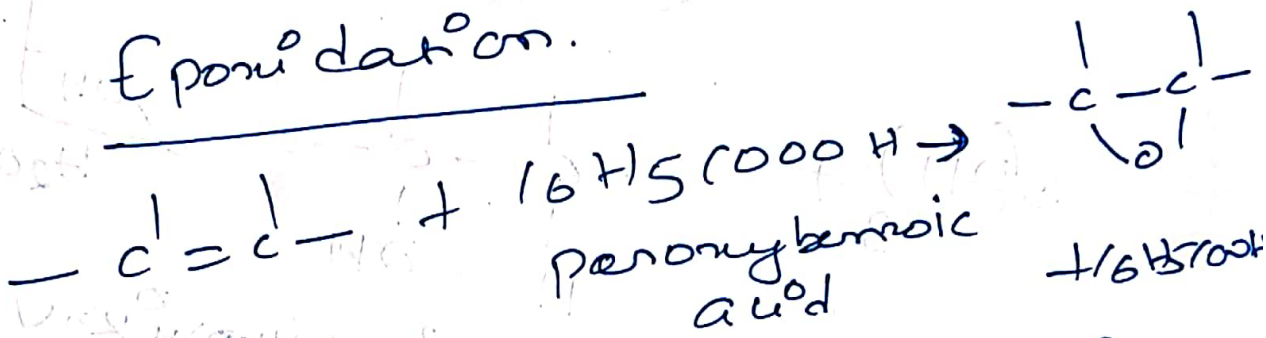 Epoxidation.
-C=C- + C6H5COOOH → -C-C-
\O/
peroxybenzoic
acid
+C6H5COOH